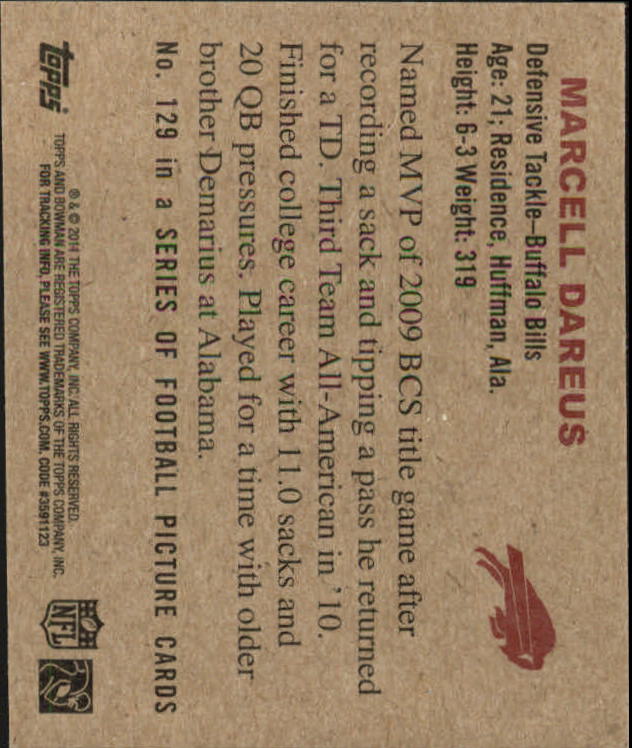 MARCELL DAREUS
Defensive Tackle–Buffalo Bills
Age: 21; Residence, Huffman, Ala.
Height: 6-3 Weight: 319
Named MVP of 2009 BCS title game after
recording a sack and tipping a pass he returned
for a TD. Third Team All-American in '10.
Finished college career with 11.0 sacks and
20 QB pressures. Played for a time with older
brother Demarius at Alabama.
No. 129 in a SERIES OF FOOTBALL PICTURE CARDS
topps
® & © 2011 THE TOPPS COMPANY, INC. ALL RIGHTS RESERVED.
TOPPS AND BOWMAN ARE REGISTERED TRADEMARKS OF THE TOPPS COMPANY, INC.
FOR TRACKING INFO, PLEASE SEE WWW.TOPPS.COM. CODE #3591123
NFL